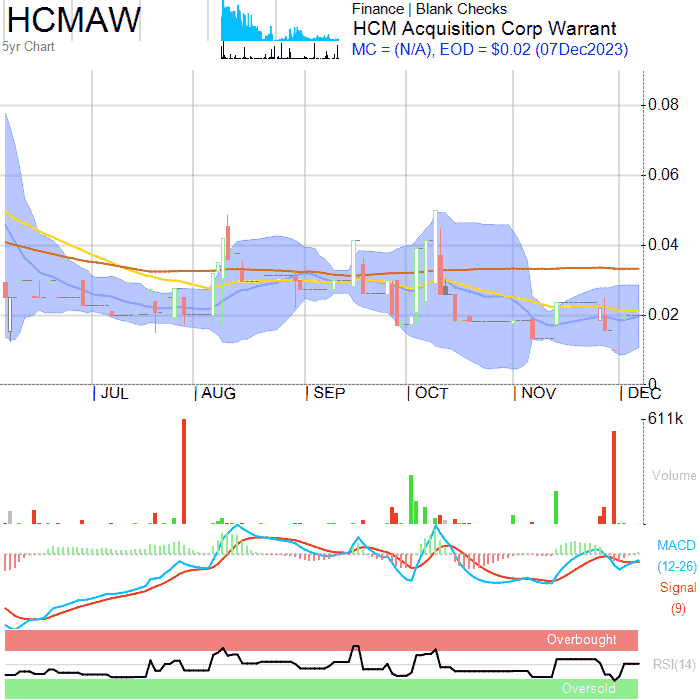 HCMAW
5yr Chart
Finance | Blank Checks
HCM Acquisition Corp Warrant
MC = (N/A), EOD = $0.02 (07Dec2023)
0.08
0.06
0.04
0.02
0
JUL
AUG
SEP
OCT
NOV
DEC
611k
Volume
MACD
(12-26)
Signal
(9)
Overbought
RSI(14)
Oversold